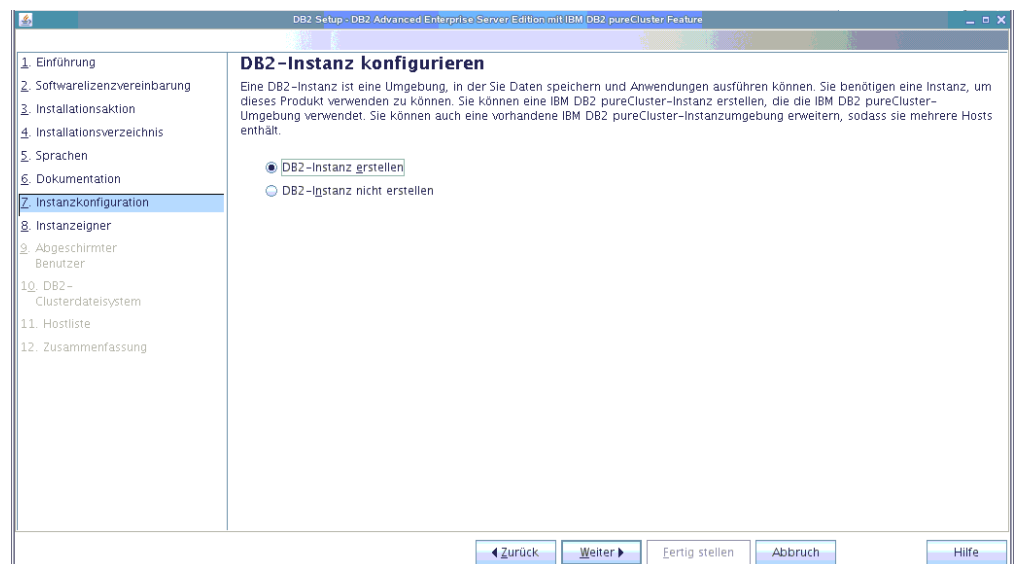 DB2 Setup - DB2 Advanced Enterprise Server Edition mit IBM DB2 pureCluster Feature
1. Einführung
2. Softwarelizenzvereinbarung
3. Installationsaktion
4. Installationsverzeichnis
5. Sprachen
6. Dokumentation
7. Instanzkonfiguration
8. Instanzeigner
9. Abgeschirmter
Benutzer
10. DB2-
Clusterdateisystem
11. Hostliste
12. Zusammenfassung
DB2-Instanz konfigurieren
Eine DB2-Instanz ist eine Umgebung, in der Sie Daten speichern und Anwendungen ausführen können. Sie benötigen eine Instanz, um
dieses Produkt verwenden zu können. Sie können eine IBM DB2 pureCluster-Instanz erstellen, die die IBM DB2 pureCluster-
Umgebung verwendet. Sie können auch eine vorhandene IBM DB2 pureCluster-Instanzumgebung erweitern, sodass sie mehrere Hosts
enthält.
DB2-Instanz erstellen
DB2-Instanz nicht erstellen
Zurück Weiter Fertig stellen Abbruch Hilfe